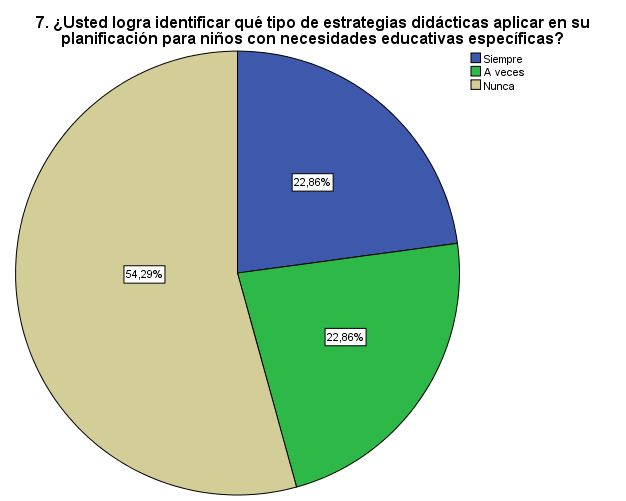 7. ¿Usted logra identificar qué tipo de estrategias didácticas aplicar en su
planificación para niños con necesidades educativas específicas?
Siempre
A veces
Nunca
22,86%
54,29%
22,86%